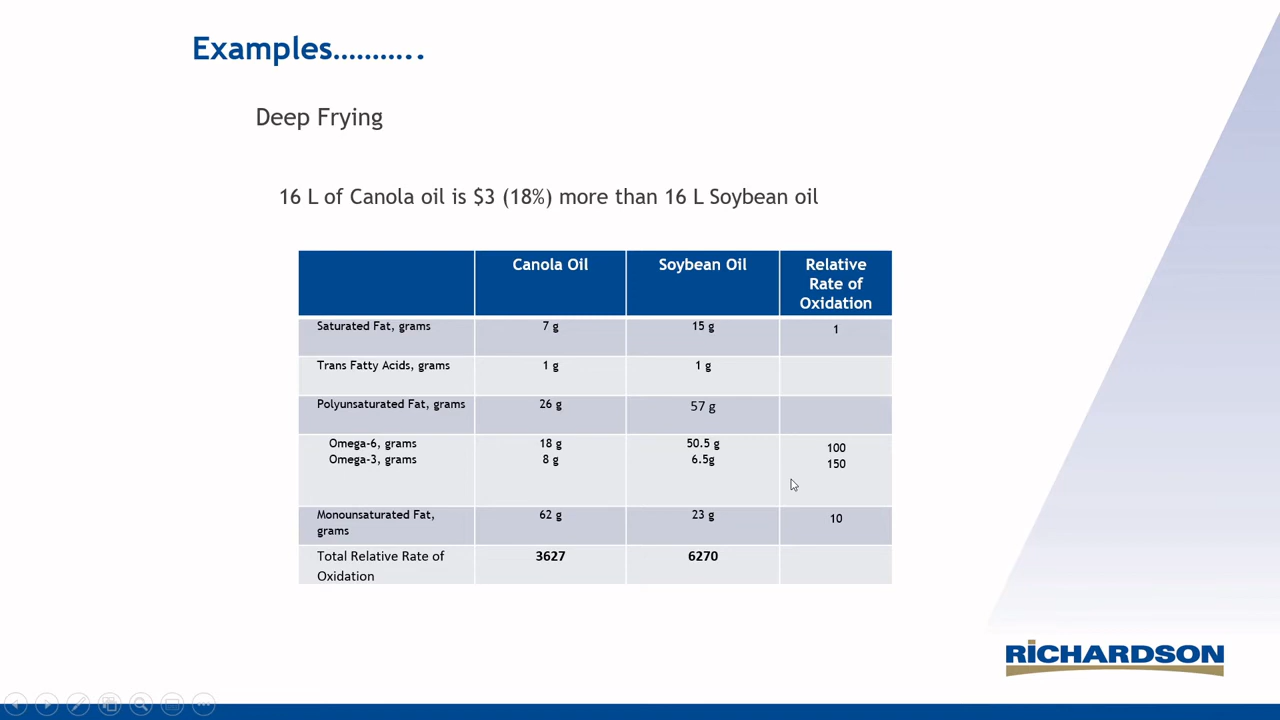 Examples...........
Deep Frying
16 L of Canola oil is $3 (18%) more than 16 L Soybean oil
Canola Oil Soybean Oil Relative
Rate of
Oxidation
Saturated Fat, grams 7 g 15 g 1
Trans Fatty Acids, grams 1 g 1 g
Polyunsaturated Fat, grams 26 g 57 g
Omega-6, grams 18 g 50.5 g 100
Omega-3, grams 8 g 6.5g 150
Monounsaturated Fat, 62 g 23 g 10
grams
Total Relative Rate of 3627 6270
Oxidation
RICHARDSON